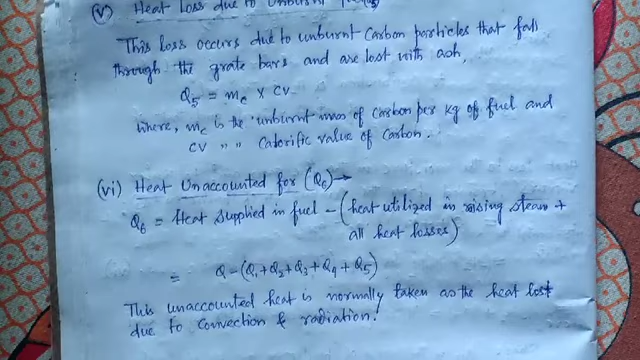 (v) Heat Loss due to Unburnt
This loss occurs due to unburnt Carbon particles that fall
through the grate bars and are lost with ash,
Q5 = mc x CV
where, mc is the unburnt mass of Carbon per kg of fuel and
CV " " Calorific value of Carbon.
(vi) Heat Unaccounted for (Q6) →
Q6 = Heat supplied in fuel - (heat utilized in raising steam +
all heat losses)
= Q - (Q1+Q2+Q3+Q4+Q5)
This unaccounted heat is normally taken as the heat lost
due to convection & radiation.